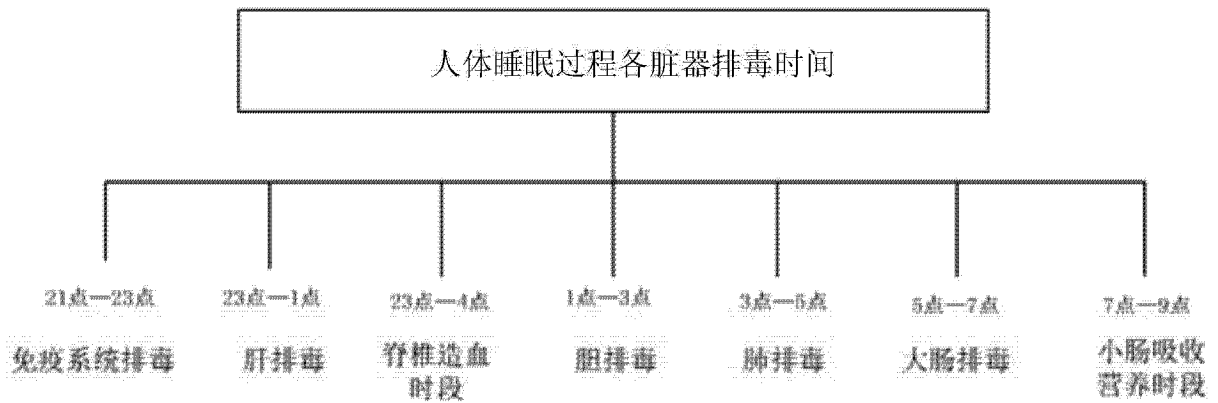 人体睡眠过程各脏器排毒时间
21点—23点
免疫系统排毒
23点—1点
肝排毒
23点—4点
脊椎造血
时段
1点—3点
胆排毒
3点—5点
肺排毒
5点—7点
大肠排毒
7点—9点
小肠吸收
营养时段